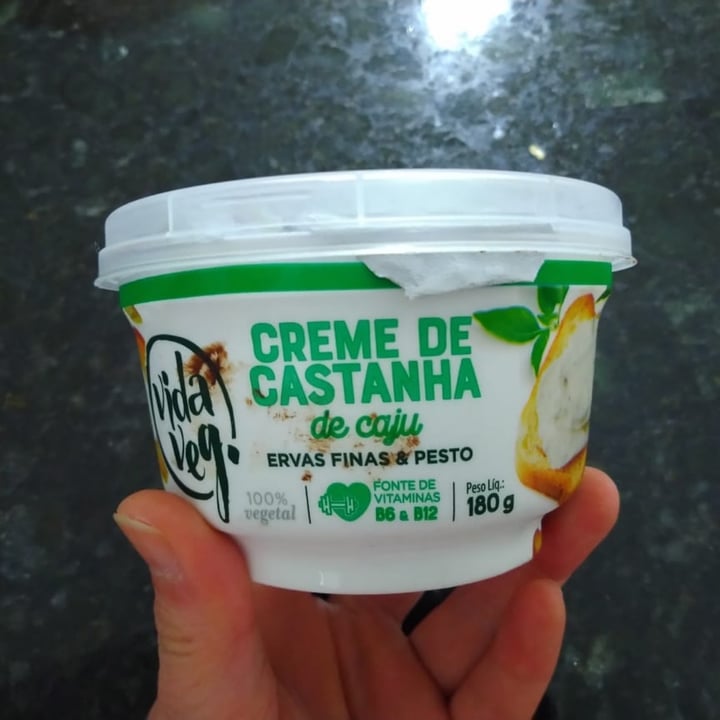 vida
veg.
CREME DE
CASTANHA
de caju
ERVAS FINAS & PESTO
100%
vegetal
FONTE DE
VITAMINAS
B6 & B12
Peso Líq.:
180 g